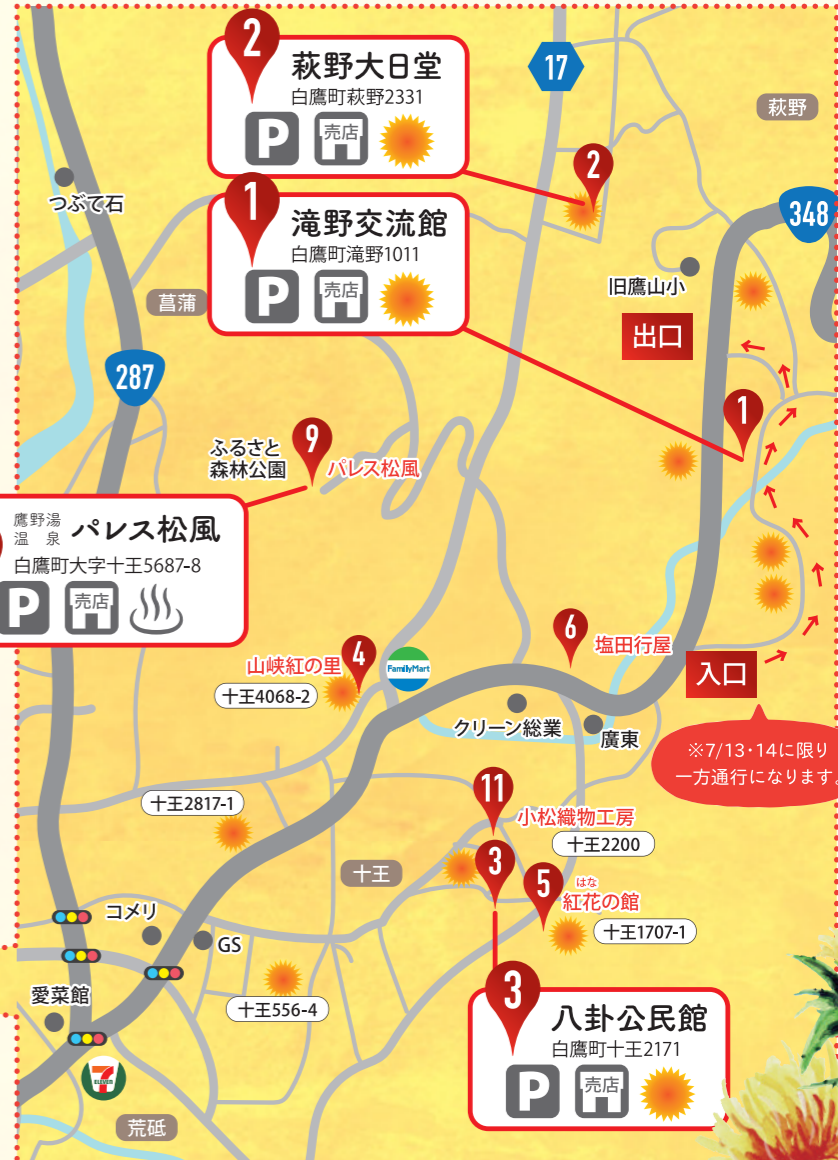 2
萩野大日堂
白鷹町萩野2331
P
売店
17
萩野
2
つぶて石
1
滝野交流館
白鷹町滝野1011
P
売店
348
旧鷹山小
菖蒲
出口
287
1
ふるさと
森林公園
9
パレス松風
鷹野湯
温泉
パレス松風
白鷹町大字十王5687-8
P
売店
6
塩田行屋
山峡紅の里
4
FamilyMart
十王4068-2
入口
クリーン総業
廣東
※7/13・14に限り
一方通行になります。
11
小松織物工房
十王2817-1
十王2200
十王
3
5
はな
紅花の館
コメリ
GS
十王1707-1
愛菜館
十王556-4
3
八卦公民館
白鷹町十王2171
P
売店
7
ELEVEN
荒砥